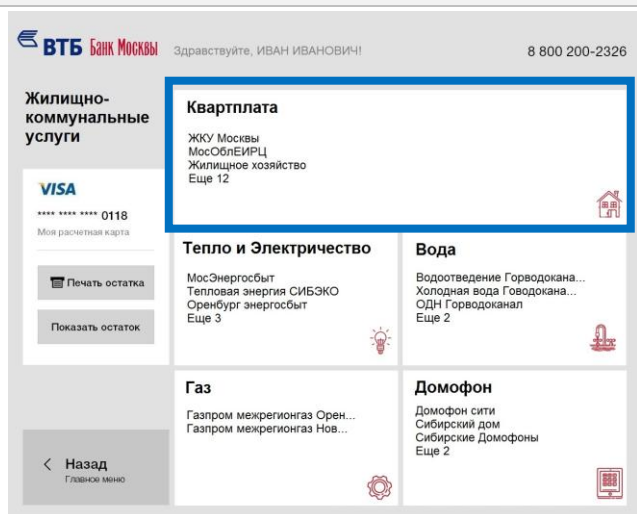 ВТБ Банк Москвы
Здравствуйте, ИВАН ИВАНОВИЧ!
8 800 200-2326
Жилищно-
коммунальные
услуги
VISA
**** **** **** 0118
Моя расчетная карта
Печать остатка
Показать остаток
Назад
Главное меню
Квартплата
ЖКУ Москвы
МосОблЕИРЦ
Жилищное хозяйство
Еще 12
Тепло и Электричество
МосЭнергосбыт
Тепловая энергия СИБЭКО
Оренбург энергосбыт
Еще 3
Вода
Водоотведение Горводокана...
Холодная вода Говодокана...
ОДН Горводоканал
Еще 2
Газ
Газпром межрегионгаз Орен...
Газпром межрегионгаз Нов...
Домофон
Домофон сити
Сибирский дом
Сибирские Домофоны
Еще 2